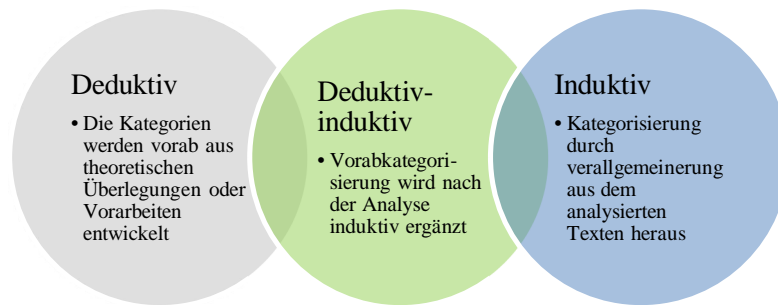 Deduktiv
• Die Kategorien
werden vorab aus
theoretischen
Überlegungen oder
Vorarbeiten
entwickelt
Deduktiv-
induktiv
• Vorabkategori-
sierung wird nach
der Analyse
induktiv ergänzt
Induktiv
• Kategorisierung
durch
verallgemeinerung
aus dem
analysierten
Texten heraus